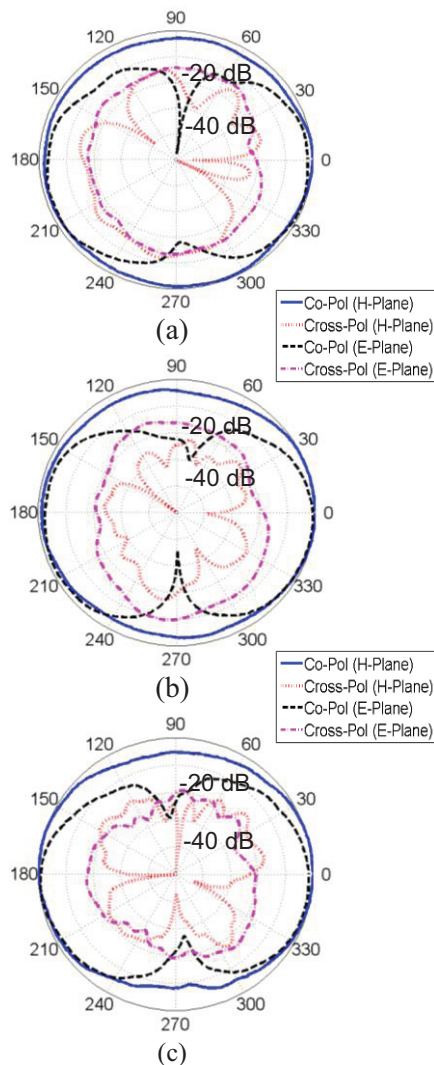 90
120 60
-20 dB
150 30
-40 dB
180 0
210 330
240 300
270
Co-Pol (H-Plane)
Cross-Pol (H-Plane)
Co-Pol (E-Plane)
Cross-Pol (E-Plane)
(a)
90
120 60
-20 dB
150 30
-40 dB
180 0
210 330
240 300
270
Co-Pol (H-Plane)
Cross-Pol (H-Plane)
Co-Pol (E-Plane)
Cross-Pol (E-Plane)
(b)
90
120 60
-20 dB
150 30
-40 dB
180 0
210 330
240 300
270
(c)